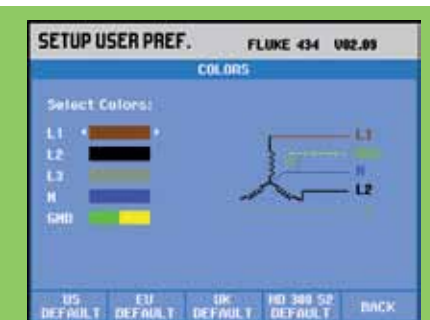 SETUP USER PREF. FLUKE 434 V02.09
COLORS
Select Colors:
L1 L1
L2
L3 N
N L2
GND
US DEFAULT EU DEFAULT UK DEFAULT HD 308 S2 DEFAULT BACK